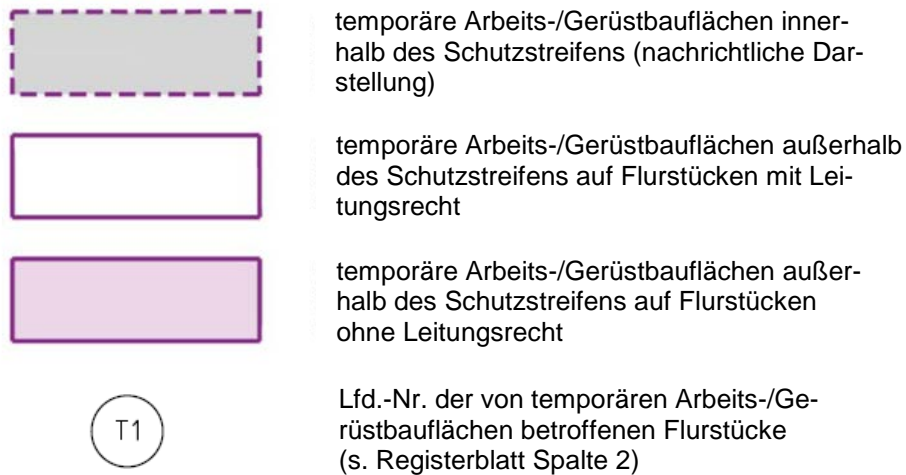 temporäre Arbeits-/Gerüstbauflächen inner-
halb des Schutzstreifens (nachrichtliche Dar-
stellung)
temporäre Arbeits-/Gerüstbauflächen außerhalb
des Schutzstreifens auf Flurstücken mit Lei-
tungsrecht
temporäre Arbeits-/Gerüstbauflächen außer-
halb des Schutzstreifens auf Flurstücken
ohne Leitungsrecht
T1
Lfd.-Nr. der von temporären Arbeits-/Ge-
rüstbauflächen betroffenen Flurstücke
(s. Registerblatt Spalte 2)